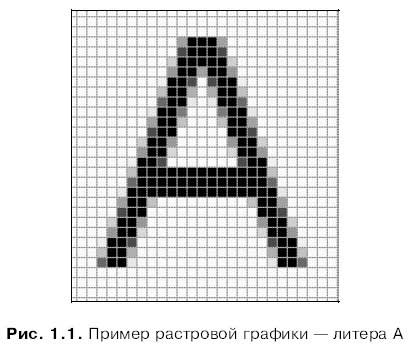 А
Рис. 1.1. Пример растровой графики — литера А